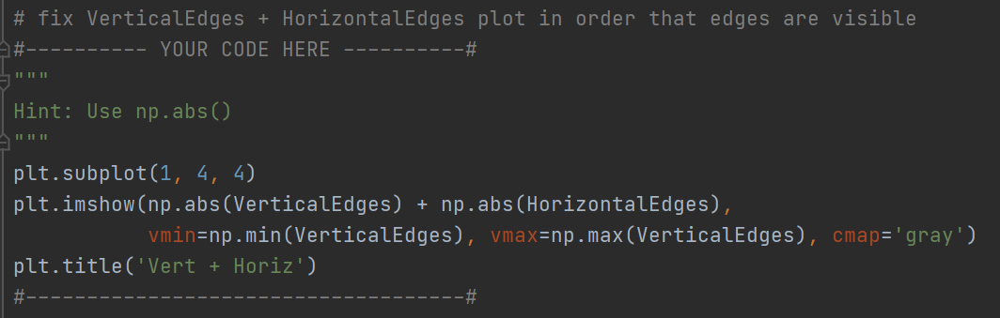 # fix VerticalEdges + HorizontalEdges plot in order that edges are visible
#---------- YOUR CODE HERE ----------#
"""
Hint: Use np.abs()
"""
plt.subplot(1, 4, 4)
plt.imshow(np.abs(VerticalEdges) + np.abs(HorizontalEdges),
           vmin=np.min(VerticalEdges), vmax=np.max(VerticalEdges), cmap='gray')
plt.title('Vert + Horiz')
#------------------------------------#